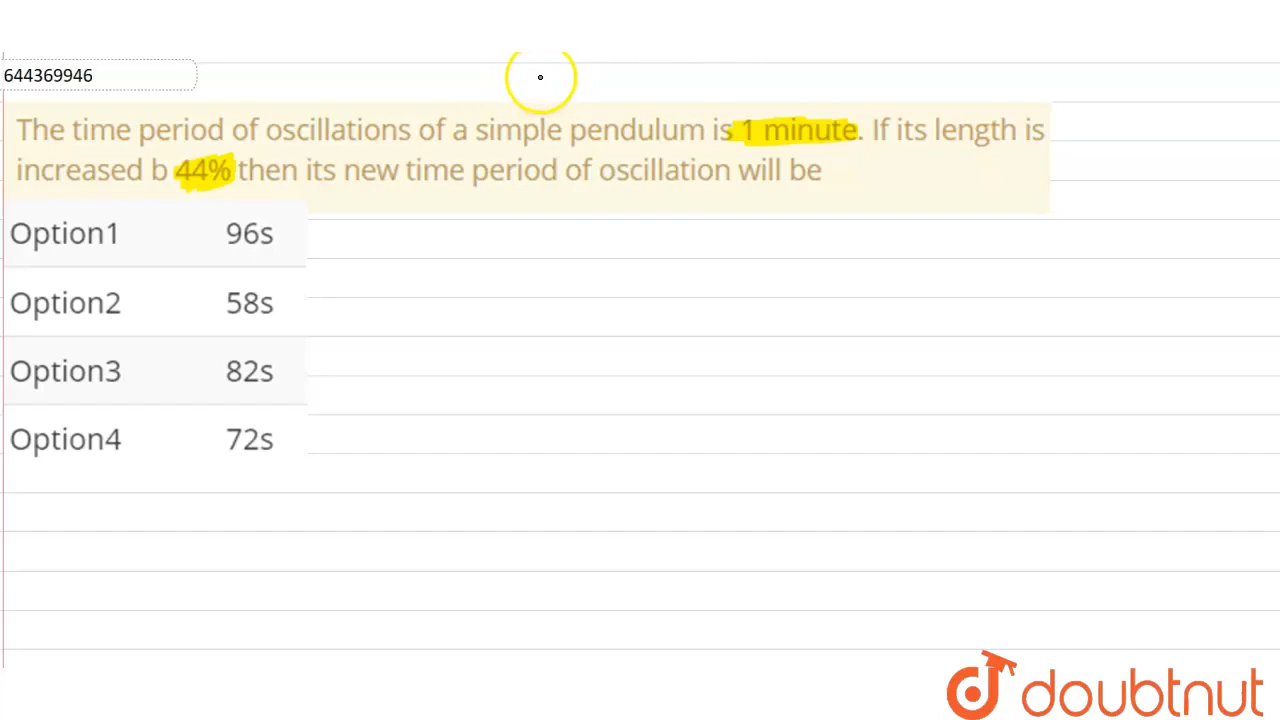 644369946
The time period of oscillations of a simple pendulum is 1 minute. If its length is
increased b 44% then its new time period of oscillation will be
Option1 96s
Option2 58s
Option3 82s
Option4 72s
doubtnut